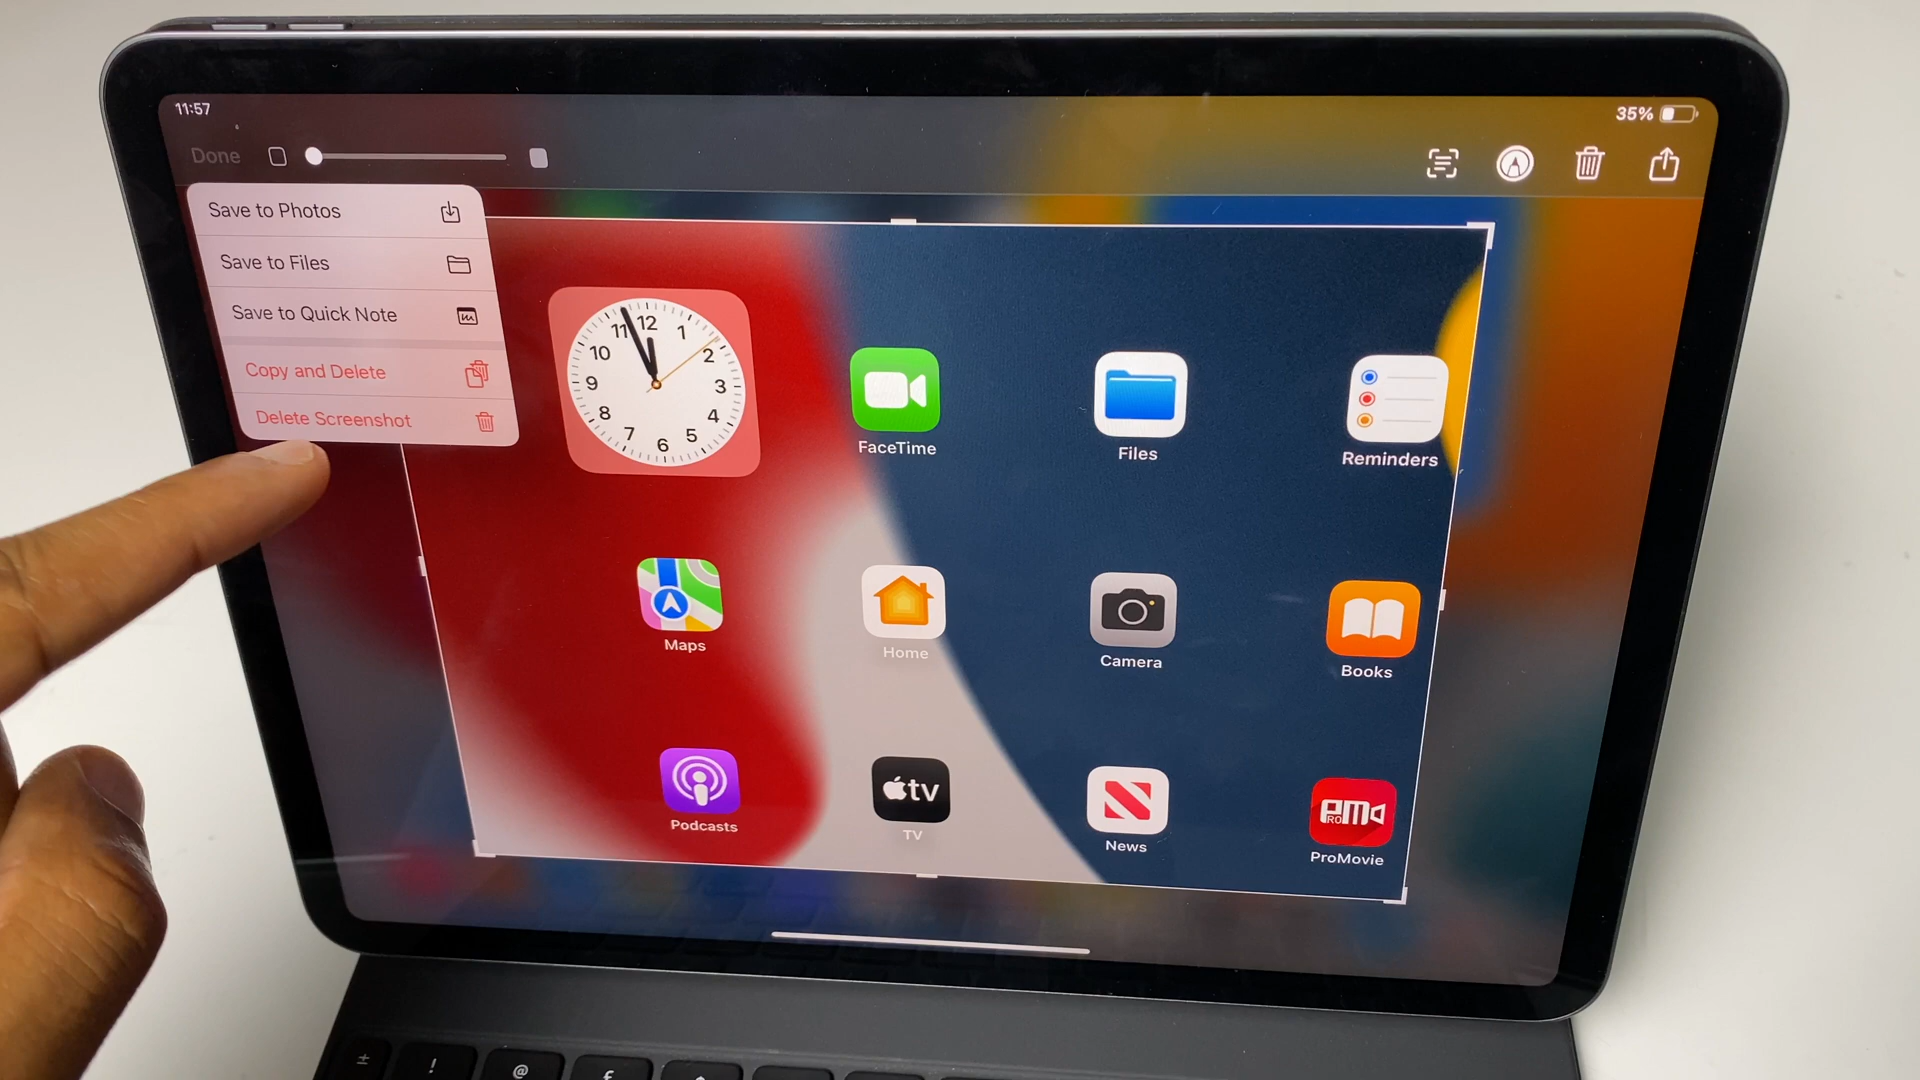 11:57
35%
Done
Save to Photos
Save to Files
Save to Quick Note
Copy and Delete
Delete Screenshot
12
1
2
3
4
5
6
7
8
9
10
11
FaceTime
Files
Reminders
Maps
Home
Camera
Books
tv
PRO
m
Podcasts
TV
News
ProMovie
±
!
@
£